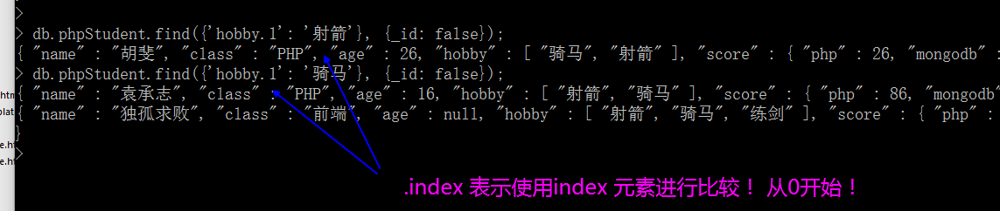 >
> db.phpStudent.find({'hobby.1': '射箭'}, {_id: false});
{ "name" : "胡斐", "class" : "PHP", "age" : 26, "hobby" : [ "骑马", "射箭" ], "score" : { "php" : 26, "mongodb" :
> db.phpStudent.find({'hobby.1': '骑马'}, {_id: false});
{ "name" : "袁承志", "class" : "PHP", "age" : 16, "hobby" : [ "射箭", "骑马" ], "score" : { "php" : 86, "mongodb"
{ "name" : "独孤求败", "class" : "前端", "age" : null, "hobby" : [ "射箭", "骑马", "练剑" ], "score" : { "php" :
}
>
.index 表示使用index 元素进行比较！ 从0开始！